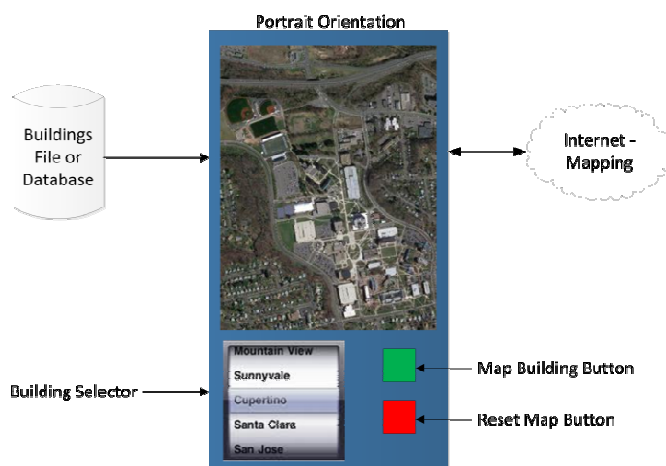 Portrait Orientation
Buildings
File or
Database
Internet -
Mapping
Building Selector
Mountain View
Sunnyvale
Cupertino
Santa Clara
San Jose
Map Building Button
Reset Map Button